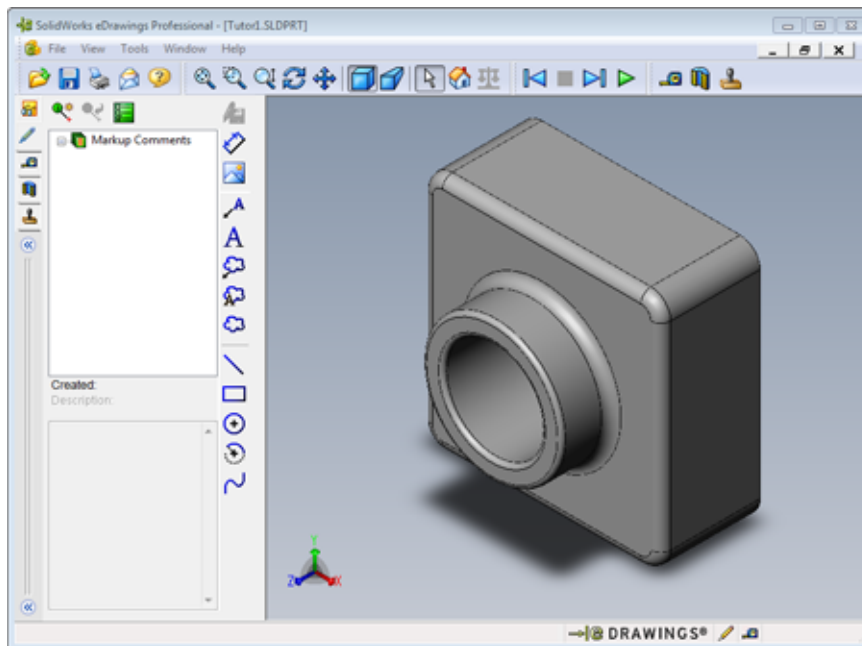 SolidWorks eDrawings Professional - [Tutor1.SLDPRT]
File View Tools Window Help
Markup Comments
A
A
A
Created:
Description:
Y
Z
X
DRAWINGS®